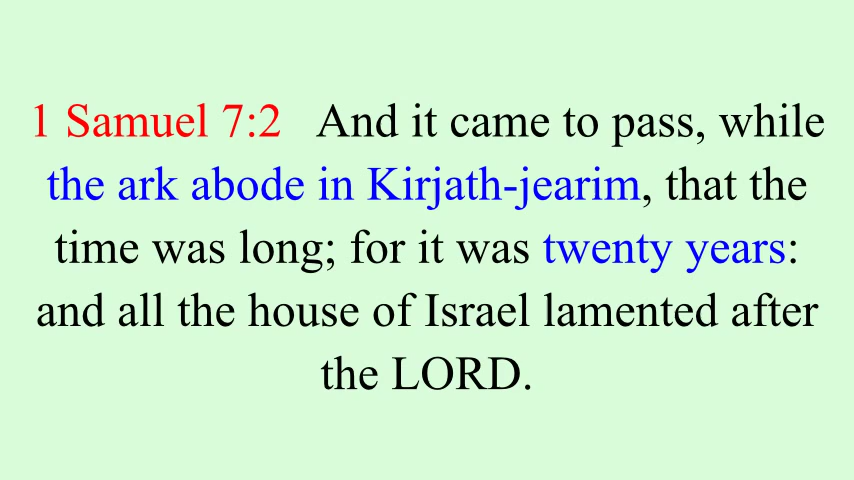 1 Samuel 7:2 And it came to pass, while
the ark abode in Kirjath-jearim, that the
time was long; for it was twenty years:
and all the house of Israel lamented after
the LORD.